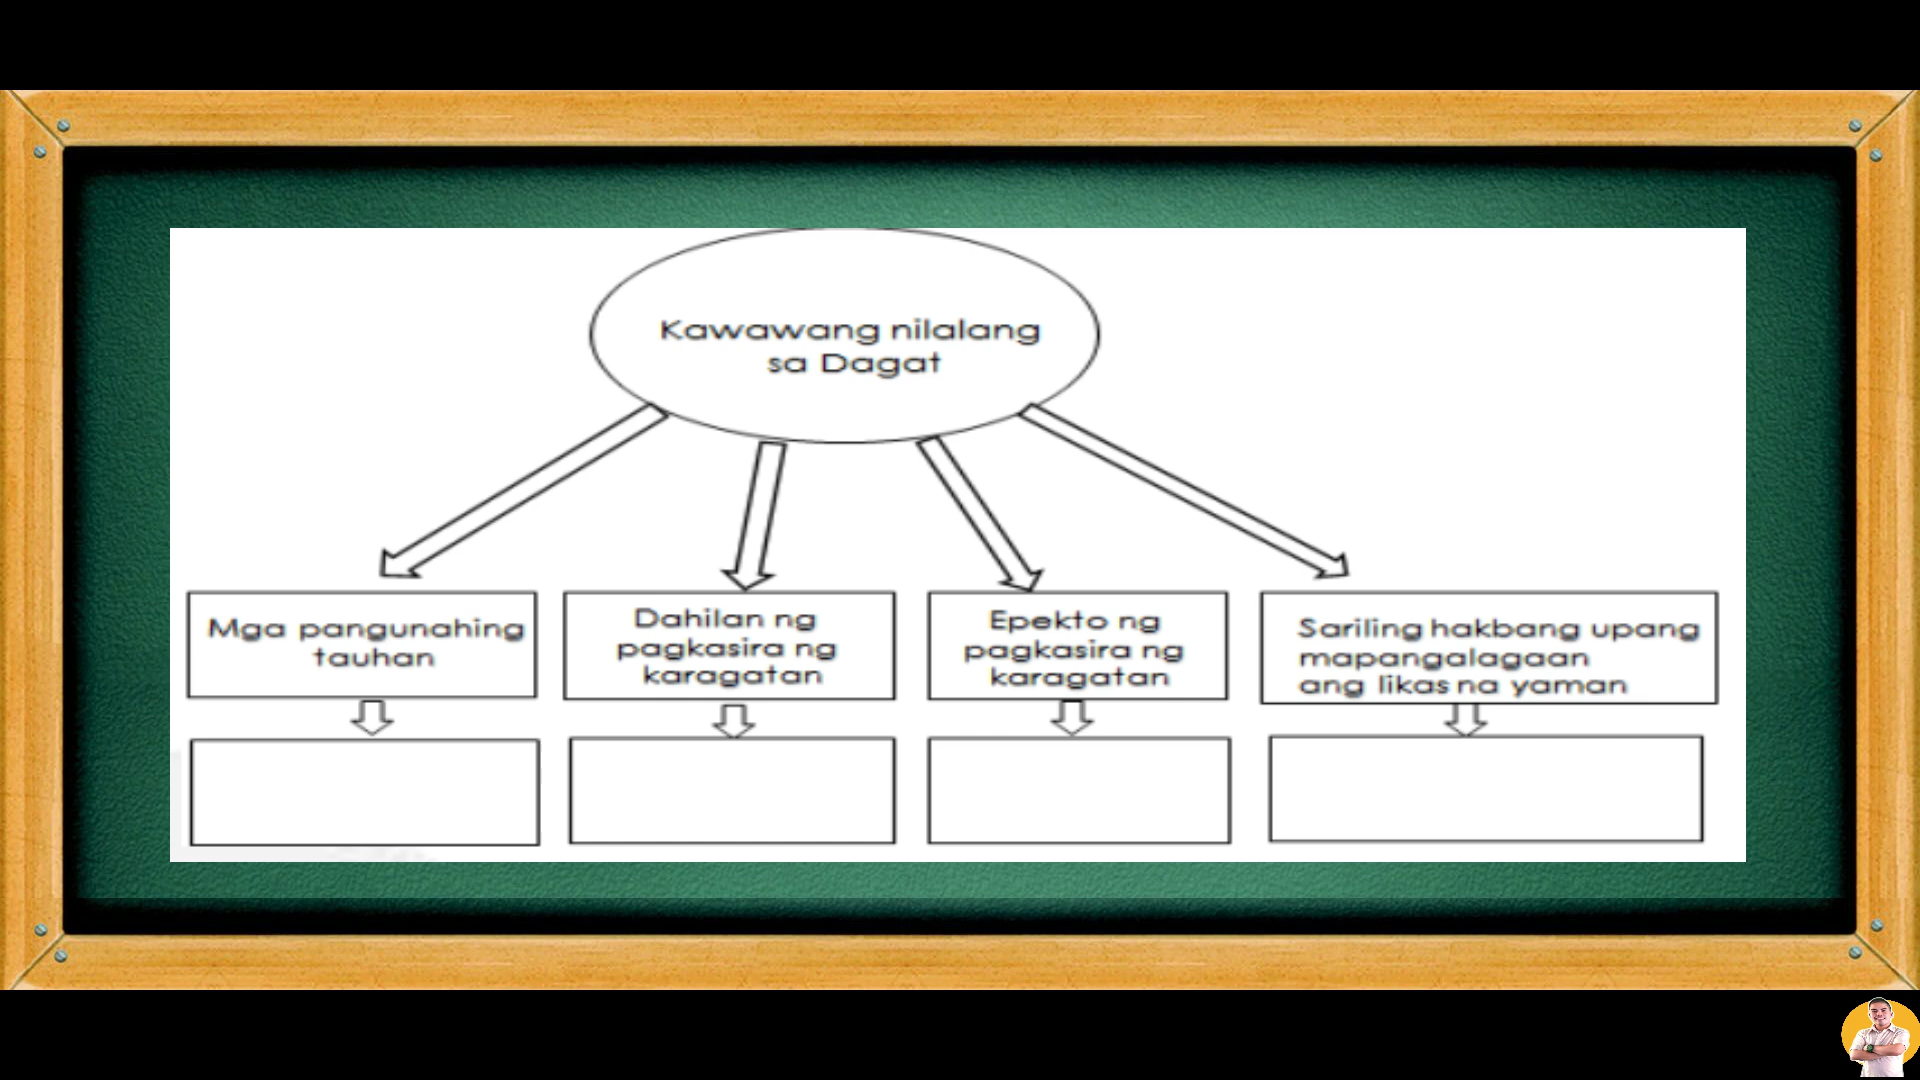 Kawawang nilalang
sa Dagat
Mga pangunahing
tauhan
Dahilan ng
pagkasira ng
karagatan
Epekto ng
pagkasira ng
karagatan
Sariling hakbang upang
mapangalagaan
ang likas na yaman